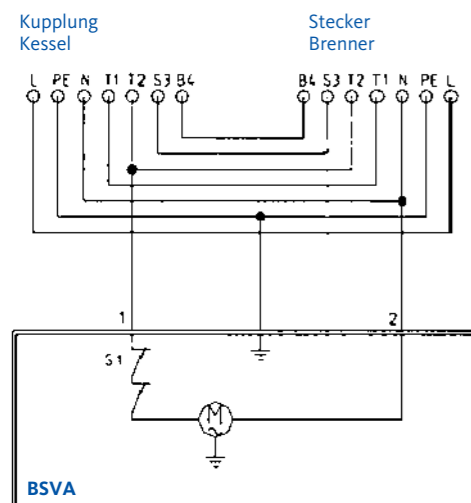 Kupplung Kessel
Stecker Brenner
L PE N T1 T2 S3 B4
B4 S3 T2 T1 N PE L
1
2
S1
M
BSVA